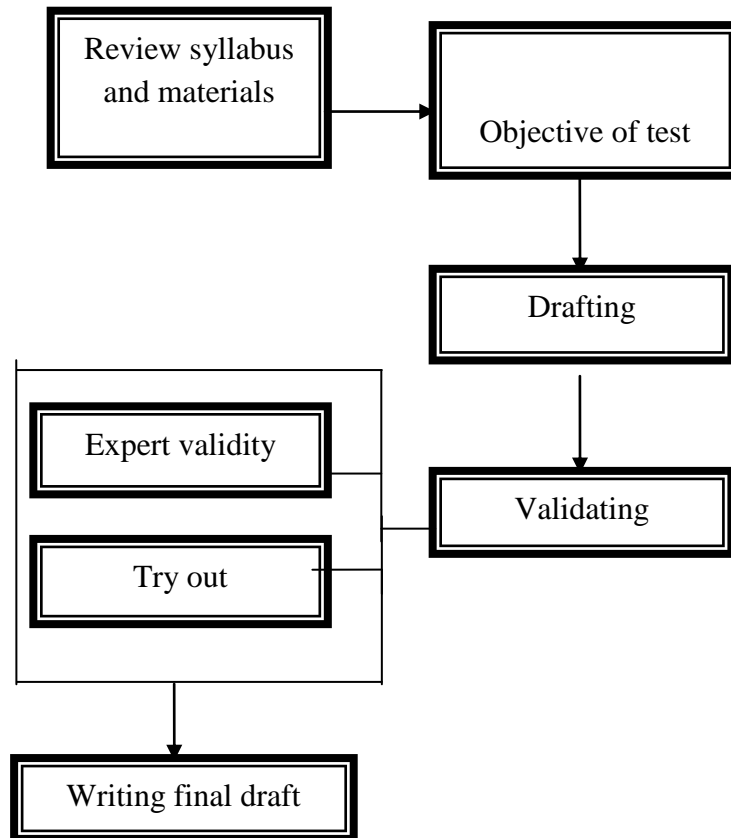 Review syllabus
and materials
Objective of test
Drafting
Expert validity
Validating
Try out
Writing final draft